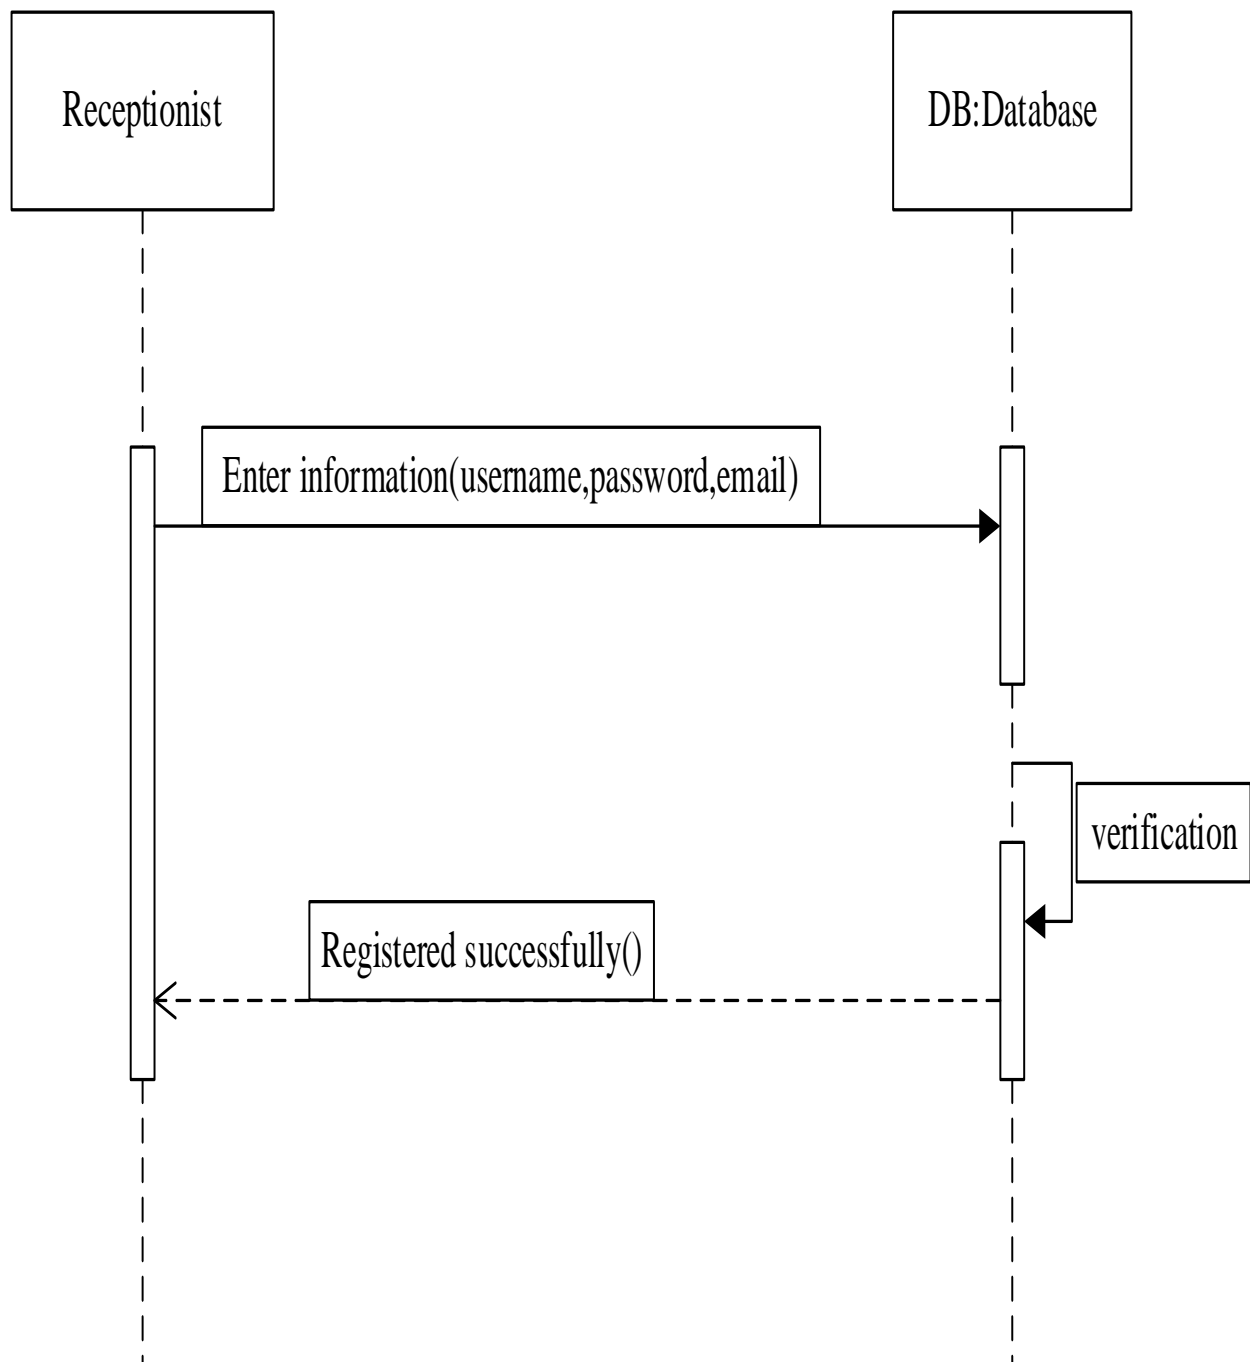 Receptionist
DB:Database
Enter information(username,password,email)
verification
Registered successfully()